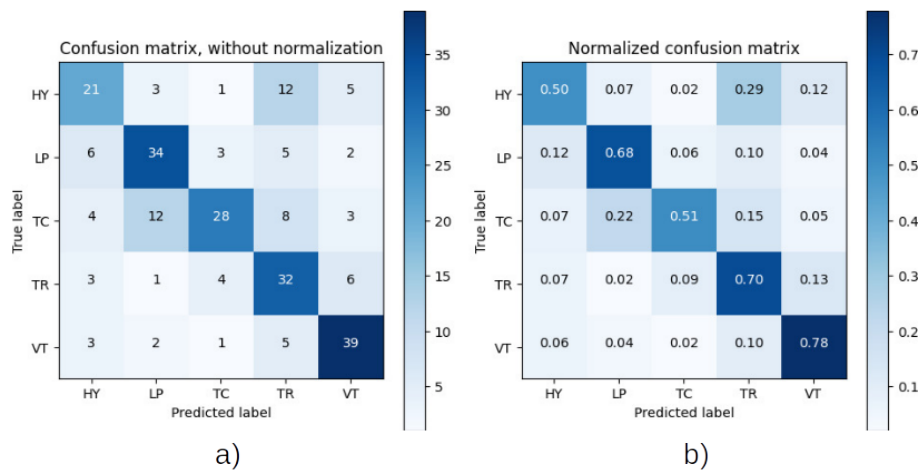 Confusion matrix, without normalization
HY 21 3 1 12 5
LP 6 34 3 5 2
TC 4 12 28 8 3
TR 3 1 4 32 6
VT 3 2 1 5 39
HY LP TC TR VT
Predicted label
True label
35
30
25
20
15
10
5
a)
Normalized confusion matrix
HY 0.50 0.07 0.02 0.29 0.12
LP 0.12 0.68 0.06 0.10 0.04
TC 0.07 0.22 0.51 0.15 0.05
TR 0.07 0.02 0.09 0.70 0.13
VT 0.06 0.04 0.02 0.10 0.78
HY LP TC TR VT
Predicted label
True label
0.7
0.6
0.5
0.4
0.3
0.2
0.1
b)